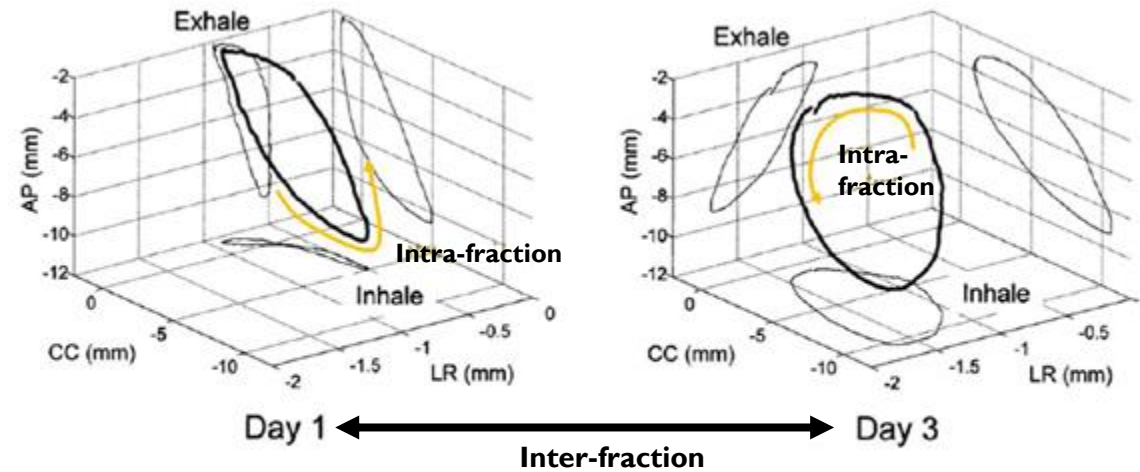 Exhale
-2
-4
-6
-8
-10
-12
AP (mm)
0
-5
-10
CC (mm)
-2
-1.5
-1
-0.5
0
LR (mm)
Intra-fraction
Inhale
Day 1
Exhale
-2
-4
-6
-8
-10
-12
AP (mm)
0
-5
-10
CC (mm)
-2
-1.5
-1
-0.5
LR (mm)
Intra-
fraction
Inhale
Day 3
Inter-fraction